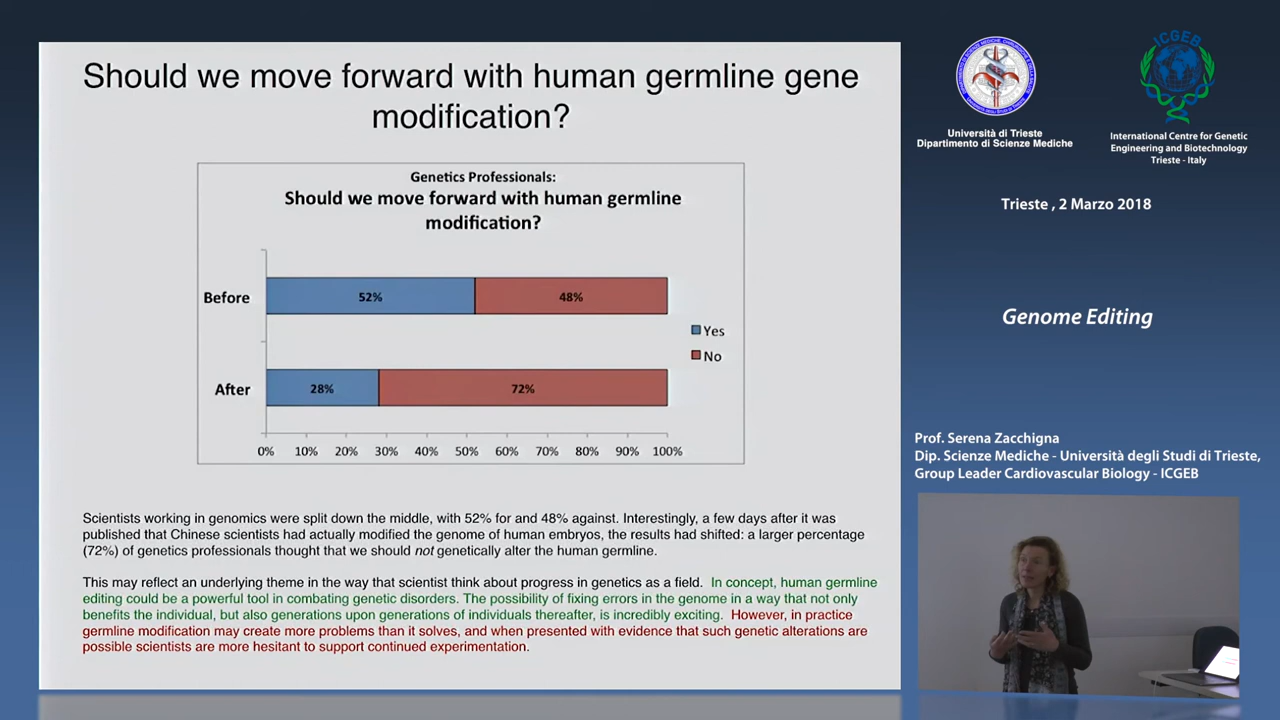 Should we move forward with human germline gene
modification?
Genetics Professionals:
Should we move forward with human germline
modification?
Before
52%
48%
Yes
No
After
28%
72%
0% 10% 20% 30% 40% 50% 60% 70% 80% 90% 100%
Scientists working in genomics were split down the middle, with 52% for and 48% against. Interestingly, a few days after it was
published that Chinese scientists had actually modified the genome of human embryos, the results had shifted: a larger percentage
(72%) of genetics professionals thought that we should not genetically alter the human germline.
This may reflect an underlying theme in the way that scientist think about progress in genetics as a field. In concept, human germline
editing could be a powerful tool in combating genetic disorders. The possibility of fixing errors in the genome in a way that not only
benefits the individual, but also generations upon generations of individuals thereafter, is incredibly exciting. However, in practice
germline modification may create more problems than it solves, and when presented with evidence that such genetic alterations are
possible scientists are more hesitant to support continued experimentation.
ICGEB
Università di Trieste
Dipartimento di Scienze Mediche
International Centre for Genetic
Engineering and Biotechnology
Trieste - Italy
Trieste , 2 Marzo 2018
Genome Editing
Prof. Serena Zacchigna
Dip. Scienze Mediche - Università degli Studi di Trieste,
Group Leader Cardiovascular Biology - ICGEB